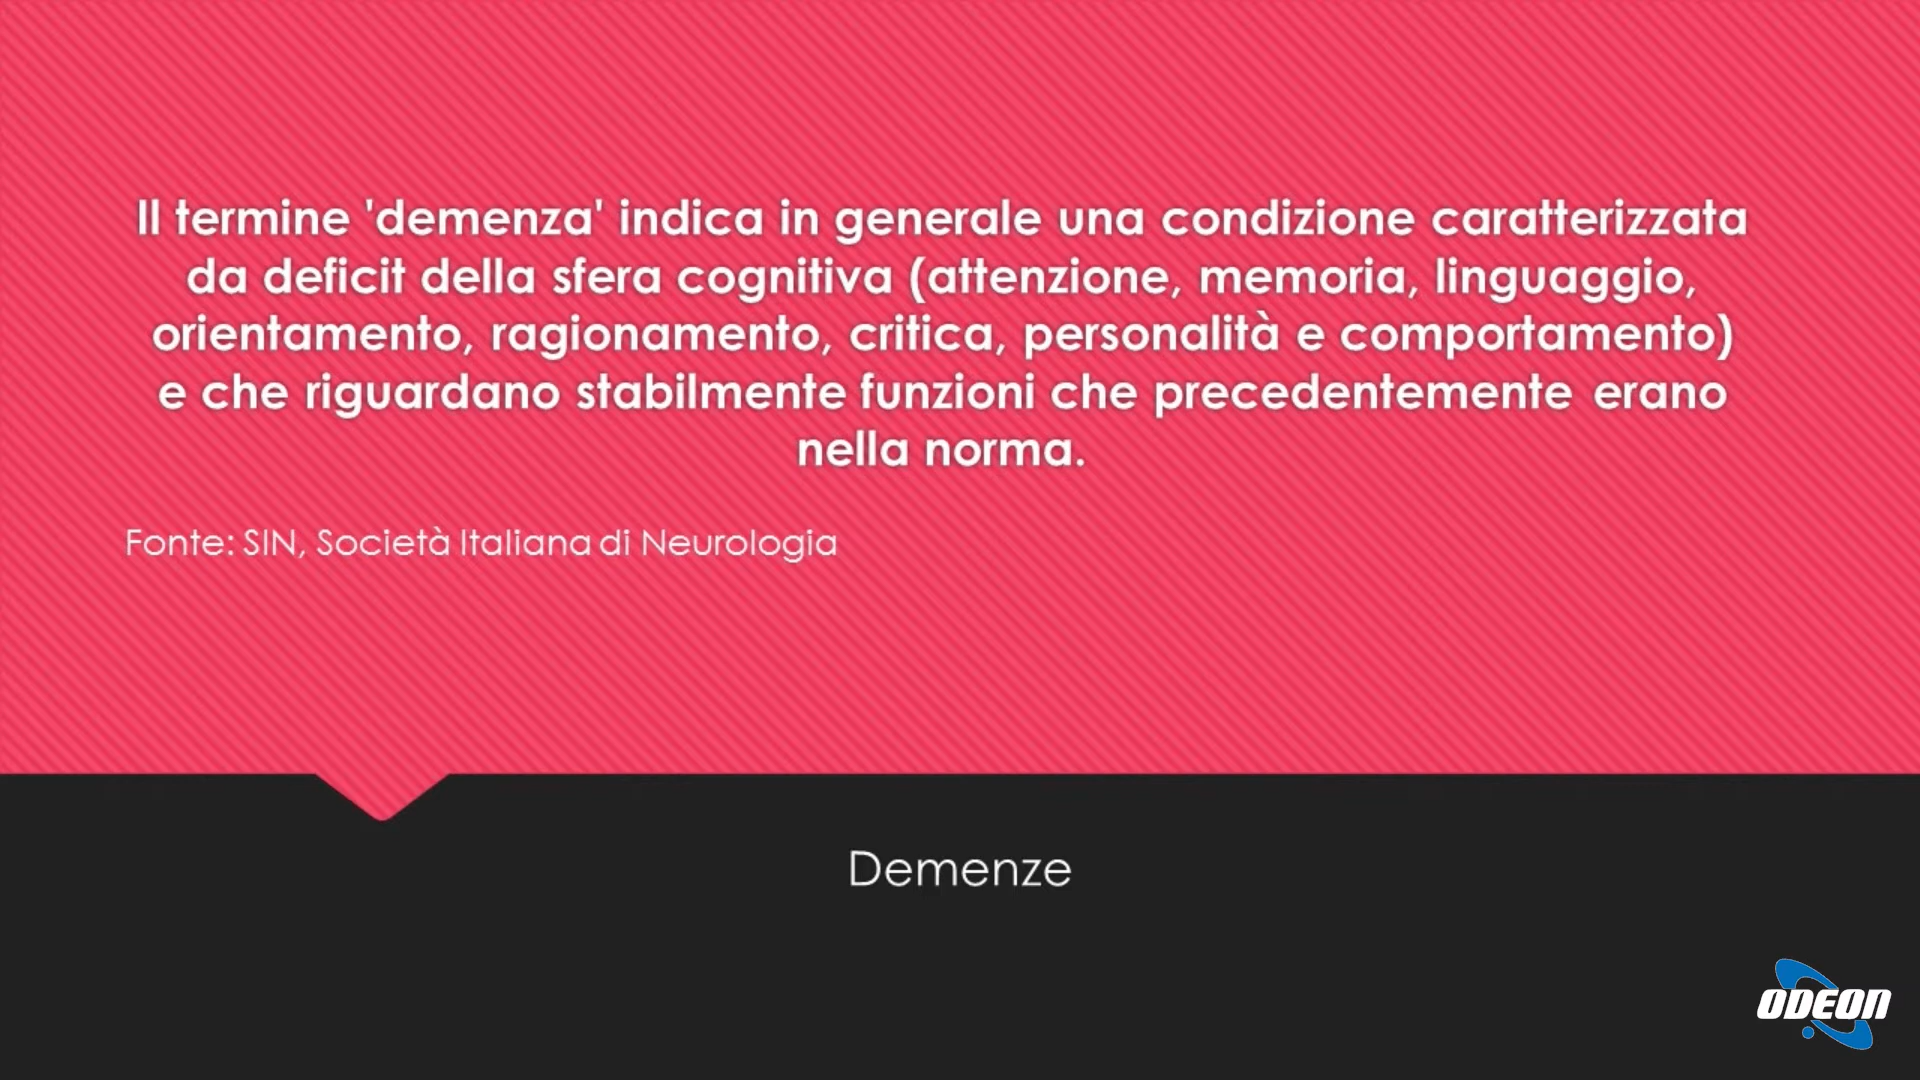 Il termine 'demenza' indica in generale una condizione caratterizzata
da deficit della sfera cognitiva (attenzione, memoria, linguaggio,
orientamento, ragionamento, critica, personalità e comportamento)
e che riguardano stabilmente funzioni che precedentemente erano
nella norma.
Fonte: SIN, Società Italiana di Neurologia
Demenze
ODEON